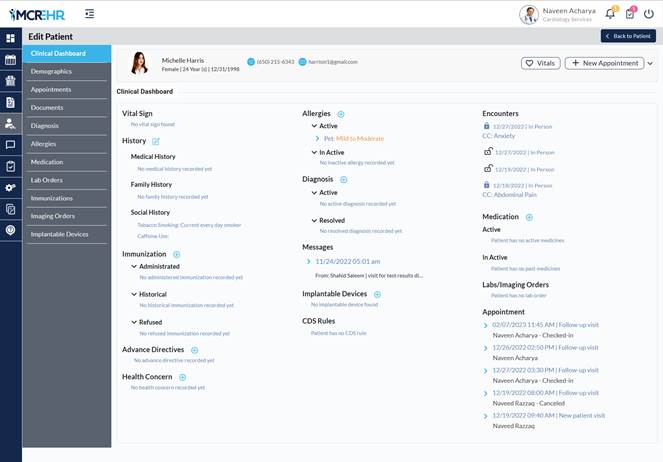 MCREHR
Naveen Acharya
Cardiology Services
Edit Patient
Back to Patient
Clinical Dashboard
Demographics
Appointments
Documents
Diagnosis
Allergies
Medication
Lab Orders
Immunizations
Imaging Orders
Implantable Devices
Michelle Harris
Female | 24 Year (s) | 12/31/1998
(650) 215-6343
harrisn1@gmail.com
Vitals
New Appointment
Clinical Dashboard
Vital Sign
No vital sign found
History
Medical History
No medical history recorded yet
Family History
No family history recorded yet
Social History
Tobacco Smoking: Current every day smoker
Caffeine Use:
Immunization
Administrated
No administered immunization recorded yet
Historical
No historical immunization recorded yet
Refused
No refused immunization recorded yet
Advance Directives
No advance directive recorded yet
Health Concern
No health concern recorded yet
Allergies
Active
Pet Mild to Moderate
In Active
No inactive allergy recorded yet
Diagnosis
Active
No active diagnosis recorded yet
Resolved
No resolved diagnosis recorded yet
Messages
11/24/2022 05:01 am
From: Shahid Saleem | visit for test results di...
Implantable Devices
No implantable device found
CDS Rules
Patient has no CDS rule
Encounters
12/27/2022 | In Person
CC: Anxiety
12/27/2022 | In Person
12/19/2022 | In Person
12/18/2022 | In Person
CC: Abdominal Pain
Medication
Active
Patient has no active medicines
In Active
Patient has no past medicines
Labs/Imaging Orders
Patient has no lab order
Appointment
02/07/2023 11:45 AM | Follow-up visit
Naveen Acharya - Checked-in
12/26/2022 02:50 PM | Follow-up visit
Naveen Acharya
12/27/2022 03:30 PM | Follow-up visit
Naveen Acharya - Checked-in
12/19/2022 08:00 AM | Follow-up visit
Naveed Razzaq - Canceled
12/19/2022 09:40 AM | New patient visit
Naveed Razzaq